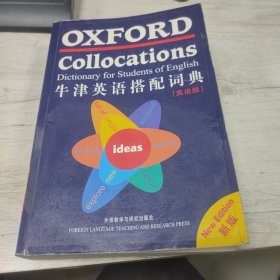 OXFORD
Collocations
Dictionary for Students of English
牛津英语搭配词典
(英语版)
ideas
explore
new
New Edition
新版
外语教学与研究出版社
FOREIGN LANGUAGE TEACHING AND RESEARCH PRESS